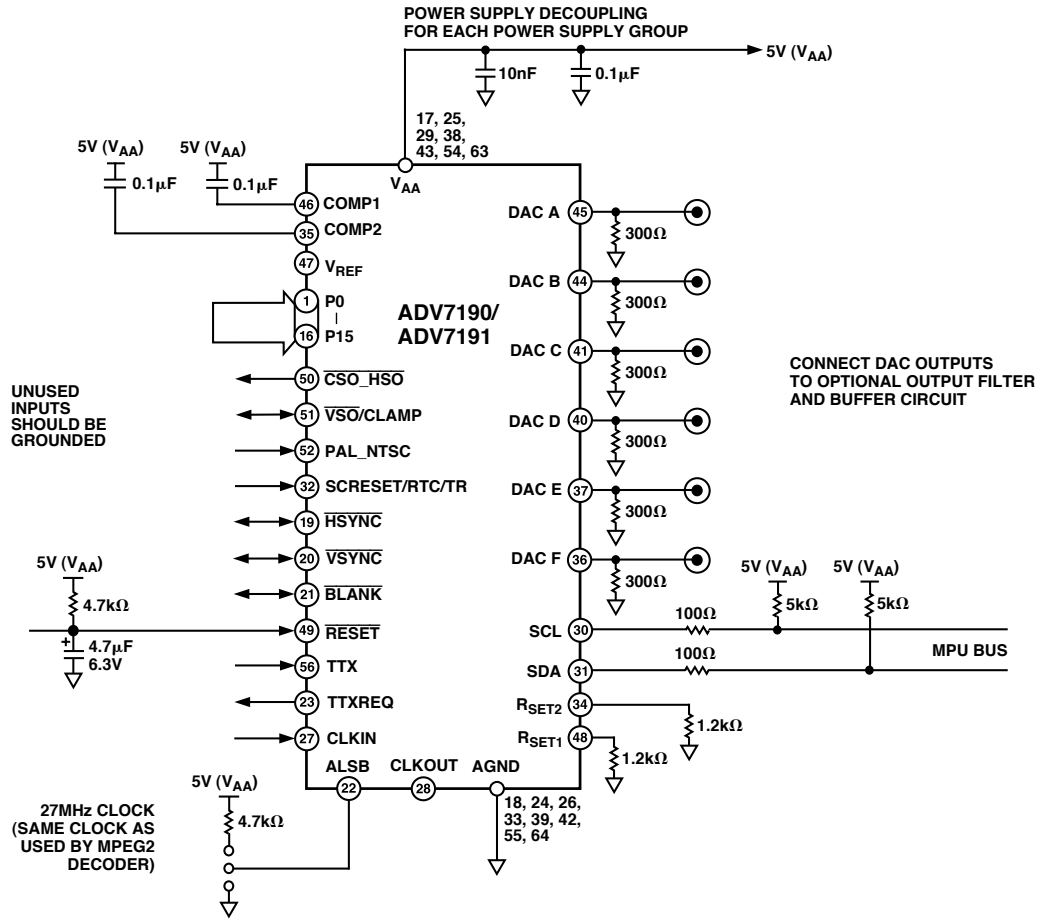 POWER SUPPLY DECOUPLING
FOR EACH POWER SUPPLY GROUP
5V (VAA)
10nF
0.1µF
17, 25,
29, 38,
43, 54, 63
5V (VAA)
5V (VAA)
0.1µF
0.1µF
VAA
46 COMP1
35 COMP2
47 VREF
1 P0
16 P15
ADV7190/
ADV7191
50 CSO_HSO
51 VSO/CLAMP
52 PAL_NTSC
32 SCRESET/RTC/TR
19 HSYNC
20 VSYNC
21 BLANK
49 RESET
56 TTX
23 TTXREQ
27 CLKIN
UNUSED
INPUTS
SHOULD BE
GROUNDED
5V (VAA)
4.7kΩ
+
4.7µF
6.3V
DAC A 45
300Ω
DAC B 44
300Ω
DAC C 41
300Ω
DAC D 40
300Ω
DAC E 37
300Ω
DAC F 36
300Ω
CONNECT DAC OUTPUTS
TO OPTIONAL OUTPUT FILTER
AND BUFFER CIRCUIT
5V (VAA)
5V (VAA)
5kΩ
5kΩ
SCL 30
100Ω
SDA 31
100Ω
MPU BUS
RSET2 34
1.2kΩ
RSET1 48
1.2kΩ
ALSB
22
CLKOUT
28
AGND
18, 24, 26,
33, 39, 42,
55, 64
5V (VAA)
4.7kΩ
27MHz CLOCK
(SAME CLOCK AS
USED BY MPEG2
DECODER)